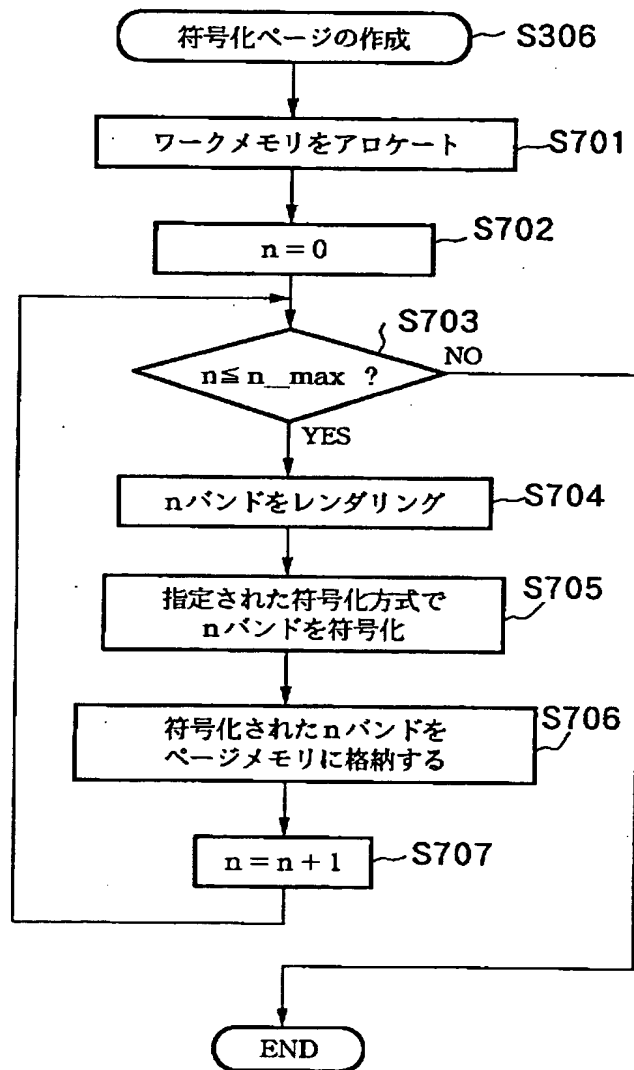 符号化ページの作成
S306
ワークメモリをアロケート
S701
n = 0
S702
S703
n≦ n_max ?
NO
YES
nバンドをレンダリング
S704
指定された符号化方式で
nバンドを符号化
S705
符号化されたnバンドを
ページメモリに格納する
S706
n = n + 1
S707
END